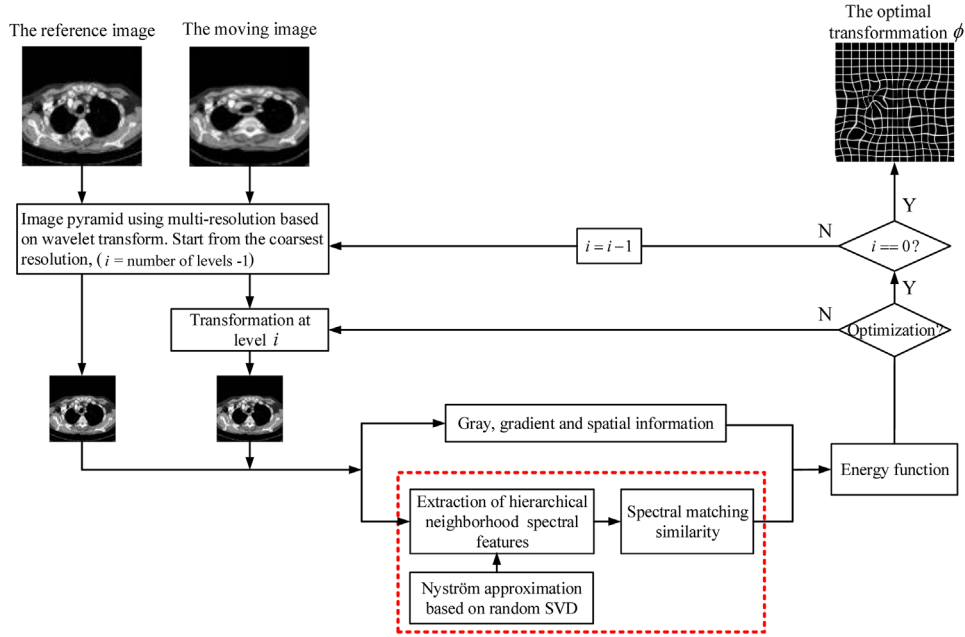 The reference image
The moving image
The optimal
transformmation ϕ
Image pyramid using multi-resolution based
on wavelet transform. Start from the coarsest
resolution, ( i = number of levels -1)
i = i−1
N
i == 0?
Y
Transformation at
level i
N
Optimization?
Y
Gray, gradient and spatial information
Energy function
Extraction of hierarchical
neighborhood spectral
features
Spectral matching
similarity
Nyström approximation
based on random SVD